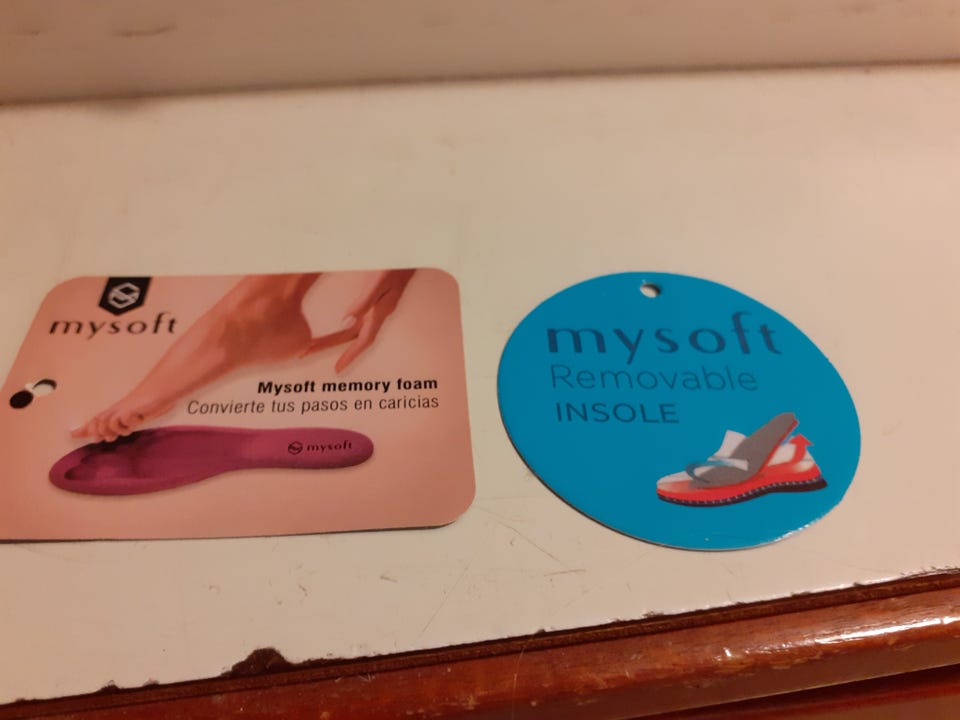 mysoft
Mysoft memory foam
Convierte tus pasos en caricias
mysoft
mysoft
Removable
INSOLE